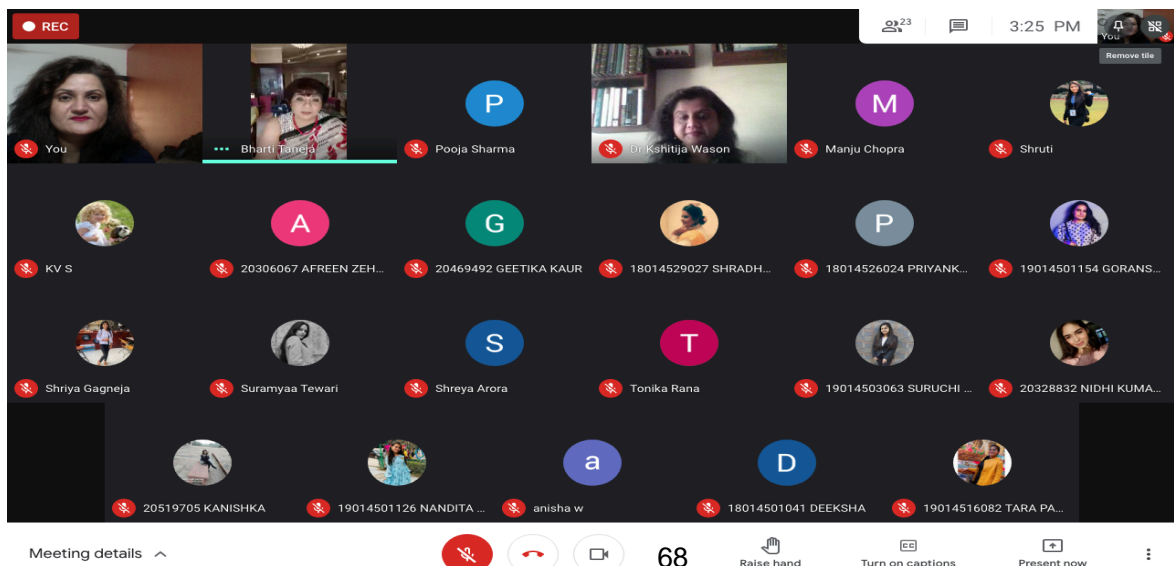 REC
23
3:25 PM
You
Remove tile
You
Bharti Taneja
P
Pooja Sharma
Dr Kshitija Wason
M
Manju Chopra
Shruti
KV S
A
20306067 AFREEN ZEH...
G
20469492 GEETIKA KAUR
18014529027 SHRADH...
P
18014526024 PRIYANK...
19014501154 GORANS...
Shriya Gagneja
Suramyaa Tewari
S
Shreya Arora
T
Tonika Rana
19014503063 SURUCHI ...
20328832 NIDHI KUMA...
20519705 KANISHKA
19014501126 NANDITA ...
a
anisha w
D
18014501041 DEEKSHA
19014516082 TARA PA...
Meeting details
68
Raise hand
CC
Turn on captions
Present now